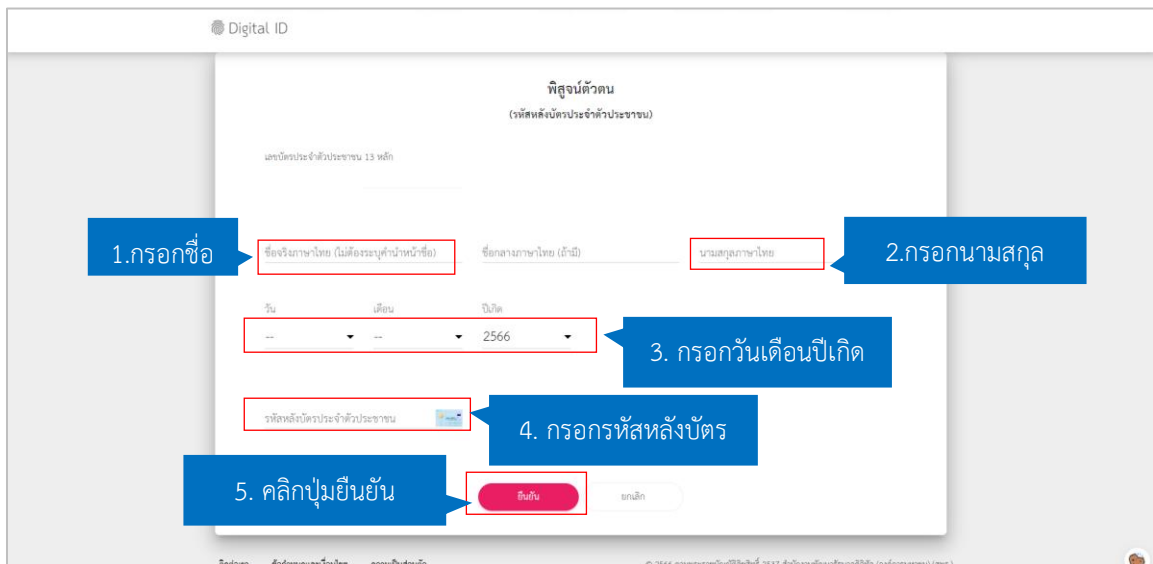 Digital ID
พิสูจน์ตัวตน
(รหัสหลังบัตรประจำตัวประชาชน)
เลขบัตรประจำตัวประชาชน 13 หลัก
1.กรอกชื่อ
ชื่อจริงภาษาไทย (ไม่ต้องระบุคำนำหน้าชื่อ)
ชื่อกลางภาษาไทย (ถ้ามี)
นามสกุลภาษาไทย
2.กรอกนามสกุล
วัน
เดือน
ปีเกิด
--
--
2566
3. กรอกวันเดือนปีเกิด
รหัสหลังบัตรประจำตัวประชาชน
4. กรอกรหัสหลังบัตร
5. คลิกปุ่มยืนยัน
ยืนยัน
ยกเลิก